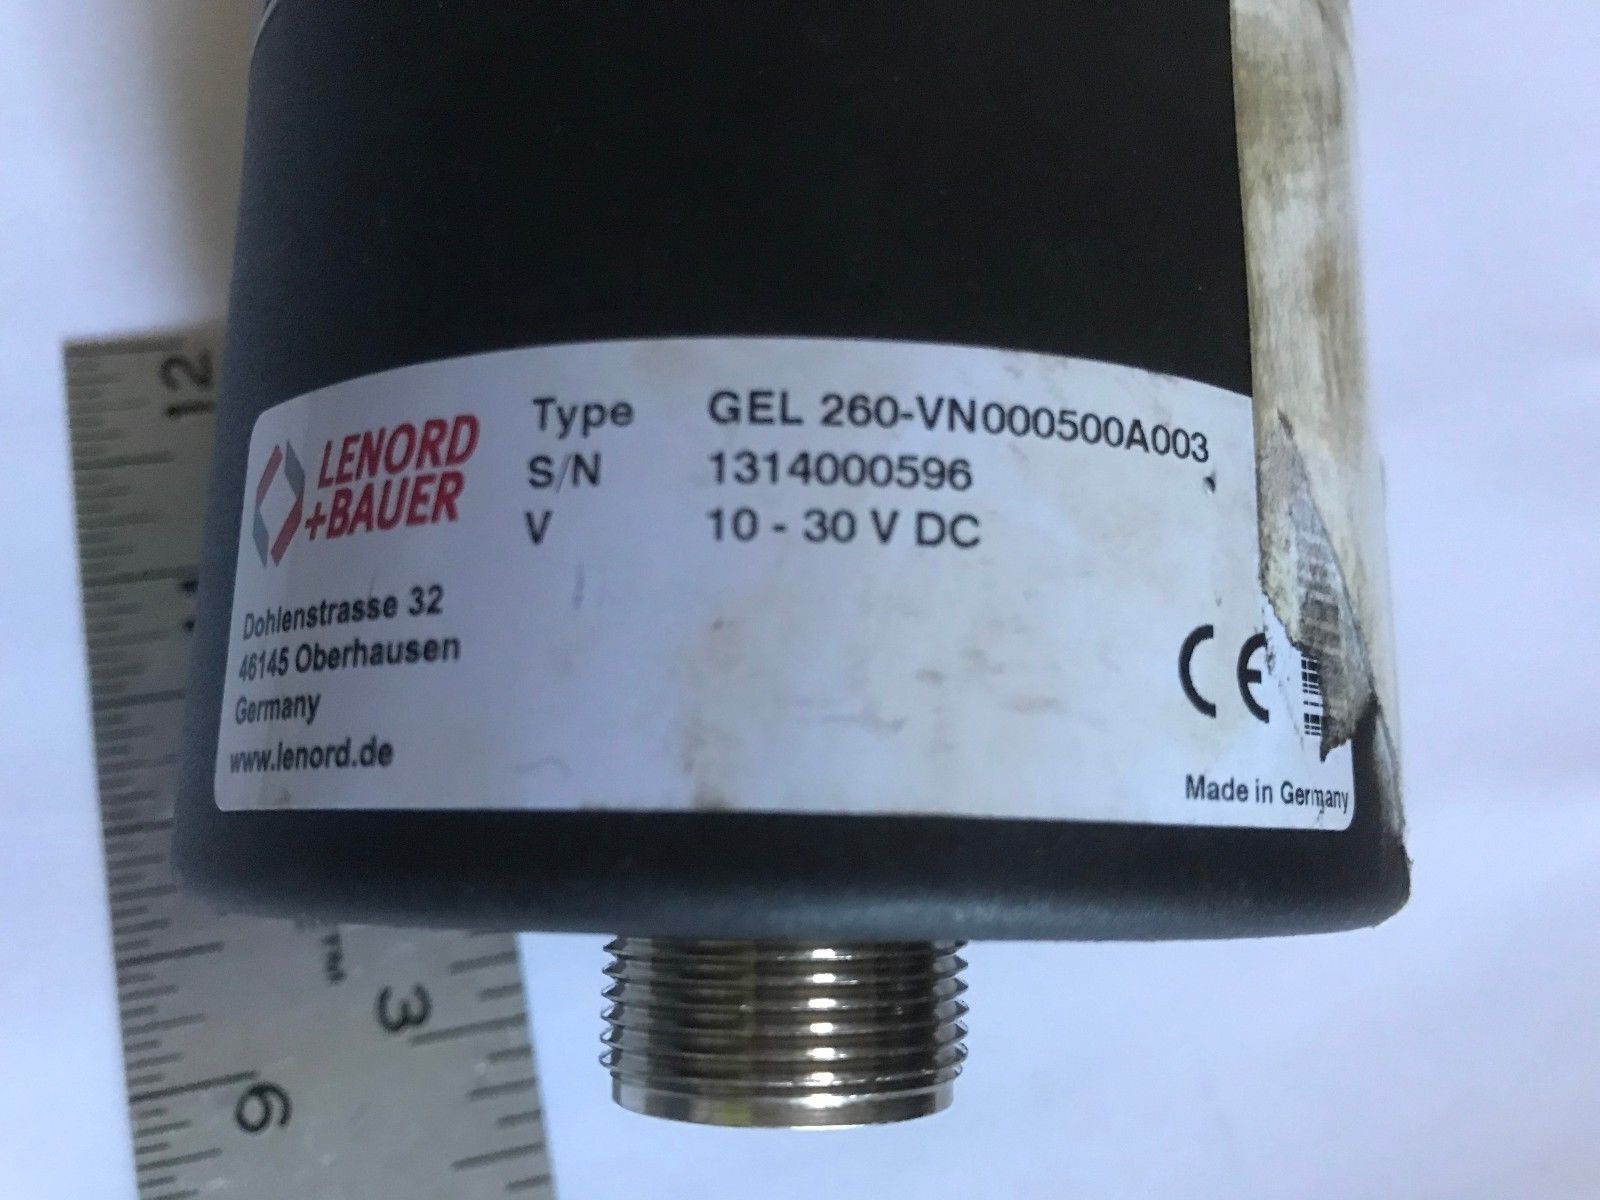 LENORD
+BAUER
Type GEL 260-VN000500A003
S/N 1314000596
V 10 - 30 V DC
Dohlenstrasse 32
46145 Oberhausen
Germany
www.lenord.de
CE
Made in Germany
12
3
6